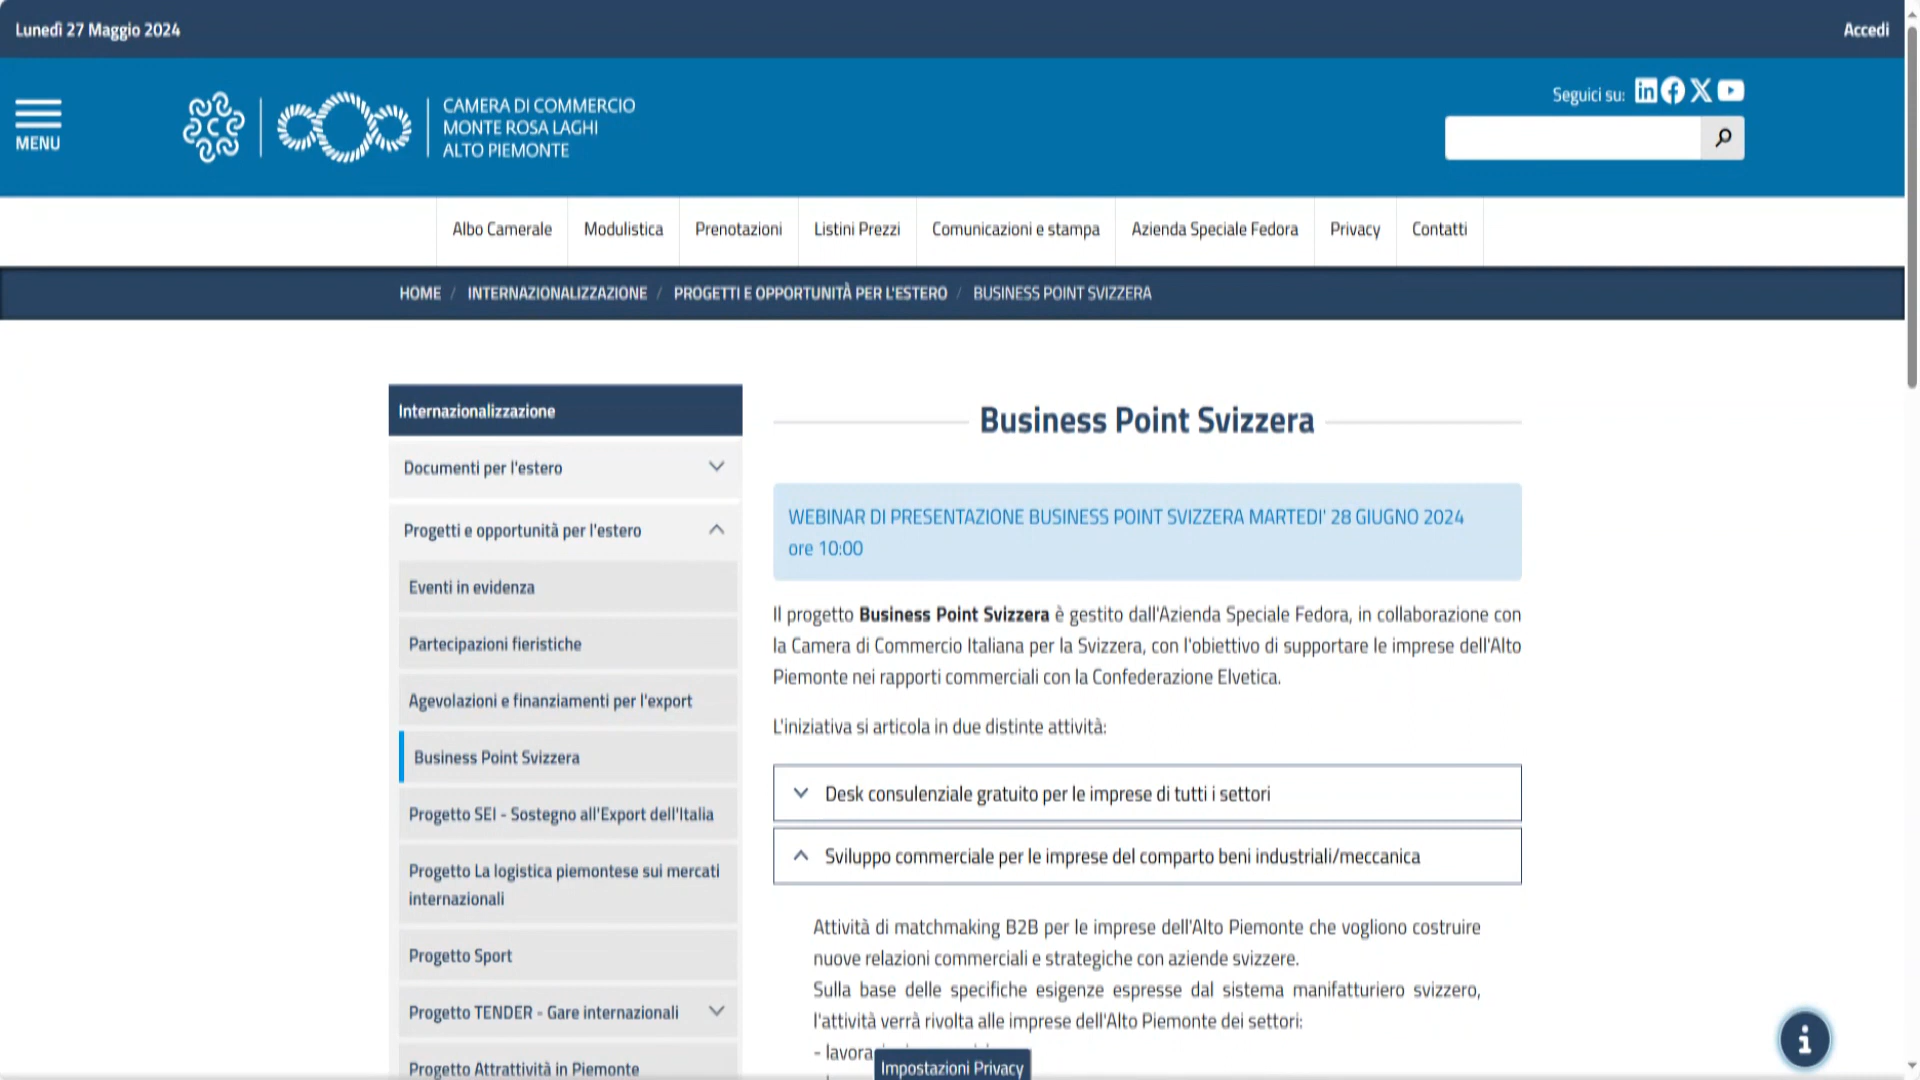 Lunedì 27 Maggio 2024
Accedi
MENU
CAMERA DI COMMERCIO
MONTE ROSA LAGHI
ALTO PIEMONTE
Seguici su:
Albo Camerale
Modulistica
Prenotazioni
Listini Prezzi
Comunicazioni e stampa
Azienda Speciale Fedora
Privacy
Contatti
HOME / INTERNAZIONALIZZAZIONE / PROGETTI E OPPORTUNITÀ PER L'ESTERO / BUSINESS POINT SVIZZERA
Internazionalizzazione
Documenti per l'estero
Progetti e opportunità per l'estero
Eventi in evidenza
Partecipazioni fieristiche
Agevolazioni e finanziamenti per l'export
Business Point Svizzera
Progetto SEI - Sostegno all'Export dell'Italia
Progetto La logistica piemontese sui mercati
internazionali
Progetto Sport
Progetto TENDER - Gare internazionali
Progetto Attrattività in Piemonte
Business Point Svizzera
WEBINAR DI PRESENTAZIONE BUSINESS POINT SVIZZERA MARTEDI' 28 GIUGNO 2024
ore 10:00
Il progetto Business Point Svizzera è gestito dall'Azienda Speciale Fedora, in collaborazione con
la Camera di Commercio Italiana per la Svizzera, con l'obiettivo di supportare le imprese dell'Alto
Piemonte nei rapporti commerciali con la Confederazione Elvetica.
L'iniziativa si articola in due distinte attività:
Desk consulenziale gratuito per le imprese di tutti i settori
Sviluppo commerciale per le imprese del comparto beni industriali/meccanica
Attività di matchmaking B2B per le imprese dell'Alto Piemonte che vogliono costruire
nuove relazioni commerciali e strategiche con aziende svizzere.
Sulla base delle specifiche esigenze espresse dal sistema manifatturiero svizzero,
l'attività verrà rivolta alle imprese dell'Alto Piemonte dei settori:
Impostazioni Privacy